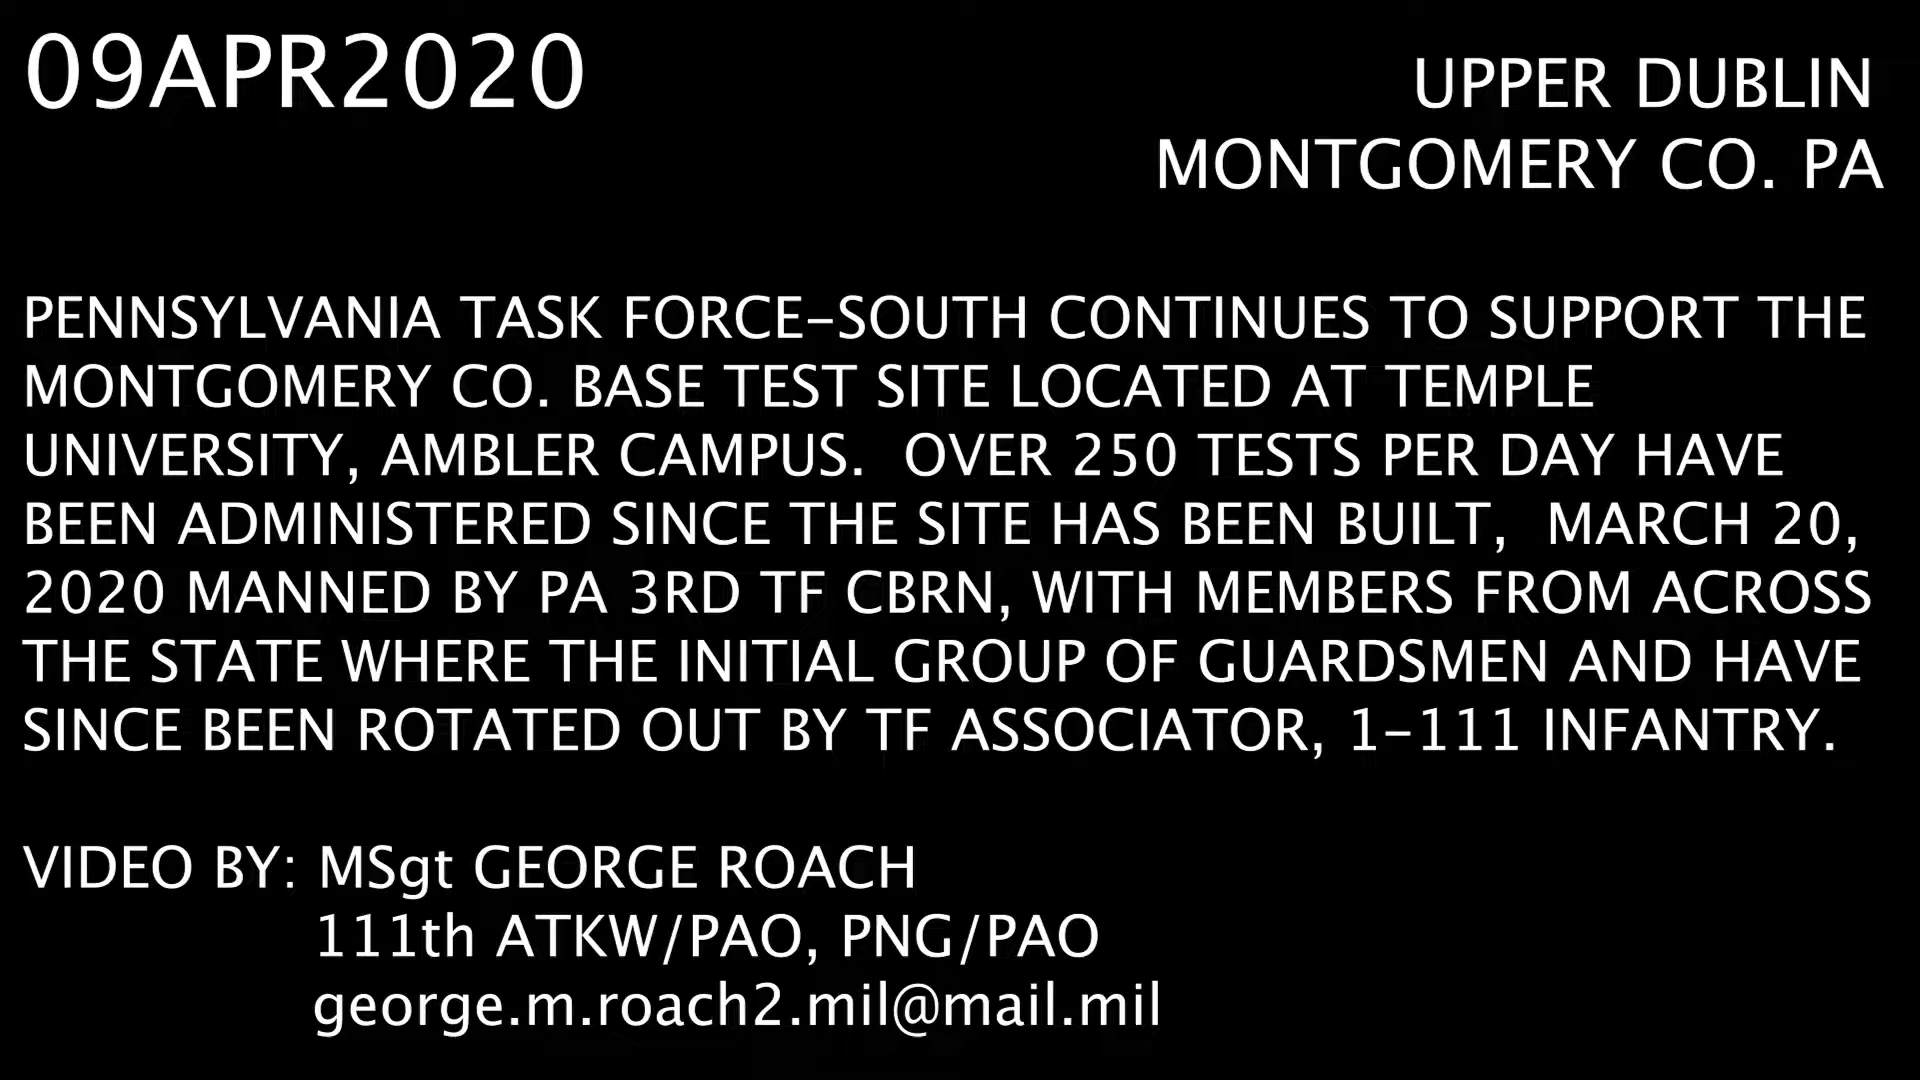 09APR2020
UPPER DUBLIN
MONTGOMERY CO. PA
PENNSYLVANIA TASK FORCE-SOUTH CONTINUES TO SUPPORT THE
MONTGOMERY CO. BASE TEST SITE LOCATED AT TEMPLE
UNIVERSITY, AMBLER CAMPUS.  OVER 250 TESTS PER DAY HAVE
BEEN ADMINISTERED SINCE THE SITE HAS BEEN BUILT,  MARCH 20,
2020 MANNED BY PA 3RD TF CBRN, WITH MEMBERS FROM ACROSS
THE STATE WHERE THE INITIAL GROUP OF GUARDSMEN AND HAVE
SINCE BEEN ROTATED OUT BY TF ASSOCIATOR, 1-111 INFANTRY.
VIDEO BY: MSgt GEORGE ROACH
111th ATKW/PAO, PNG/PAO
george.m.roach2.mil@mail.mil